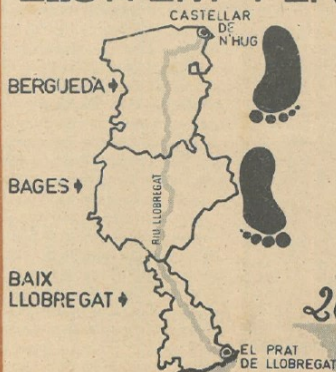 CASTELLAR
DE
N'HUG
BERGUEDÀ
BAGES
RIU LLOBREGAT
BAIX
LLOBREGAT
EL PRAT
DE LLOBREGAT